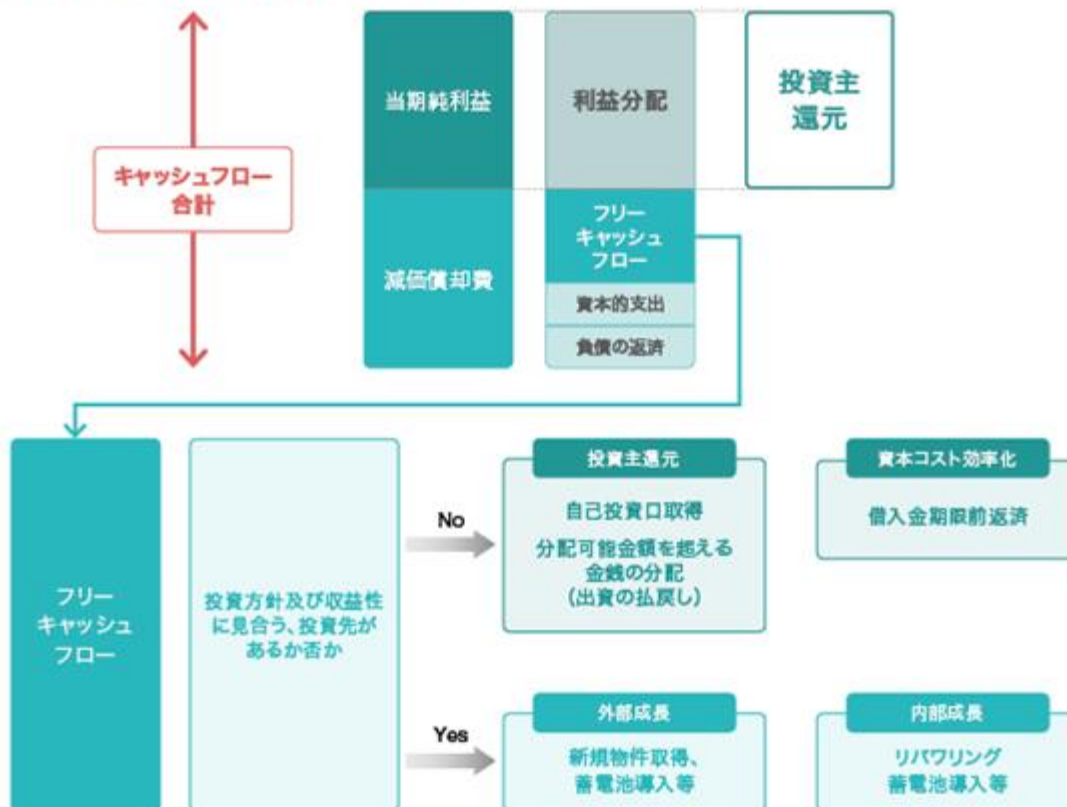 当期純利益
利益分配
投資主
還元
キャッシュフロー
合計
減価償却費
フリー
キャッシュ
フロー
資本的支出
負債の返済
フリー
キャッシュ
フロー
投資方針及び収益性
に見合う、投資先が
あるか否か
No
投資主還元
自己投資口取得
分配可能金額を超える
金銭の分配
(出資の払戻し)
資本コスト効率化
借入金期限前返済
Yes
外部成長
新規物件取得、
蓄電池導入等
内部成長
リパワリング
蓄電池導入等